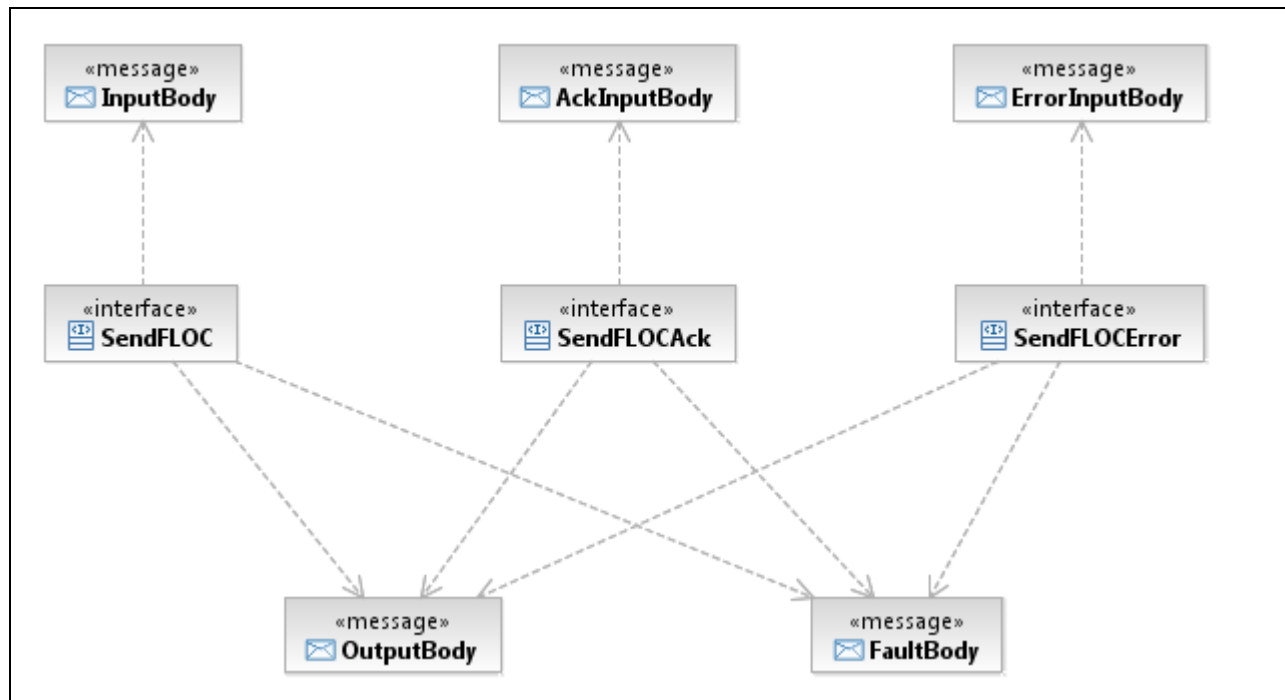 «message»
InputBody
«message»
AckInputBody
«message»
ErrorInputBody
«interface»
SendFLOC
«interface»
SendFLOCAck
«interface»
SendFLOCError
«message»
OutputBody
«message»
FaultBody